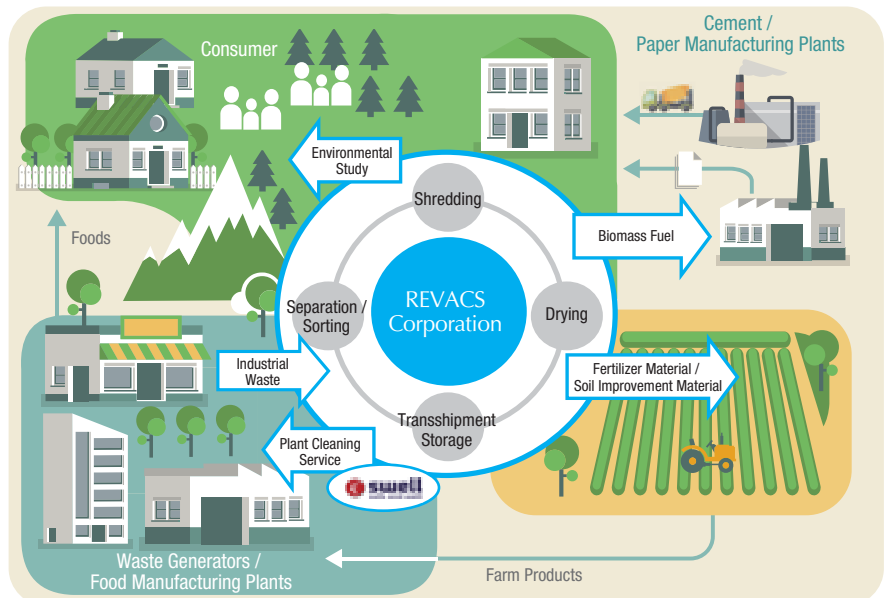 Consumer
Cement /
Paper Manufacturing Plants
Environmental
Study
Shredding
Biomass Fuel
Foods
Separation /
Sorting
REVACS
Corporation
Drying
Industrial
Waste
Fertilizer Material /
Soil Improvement Material
Transshipment
Storage
Plant Cleaning
Service
swell
Waste Generators /
Food Manufacturing Plants
Farm Products